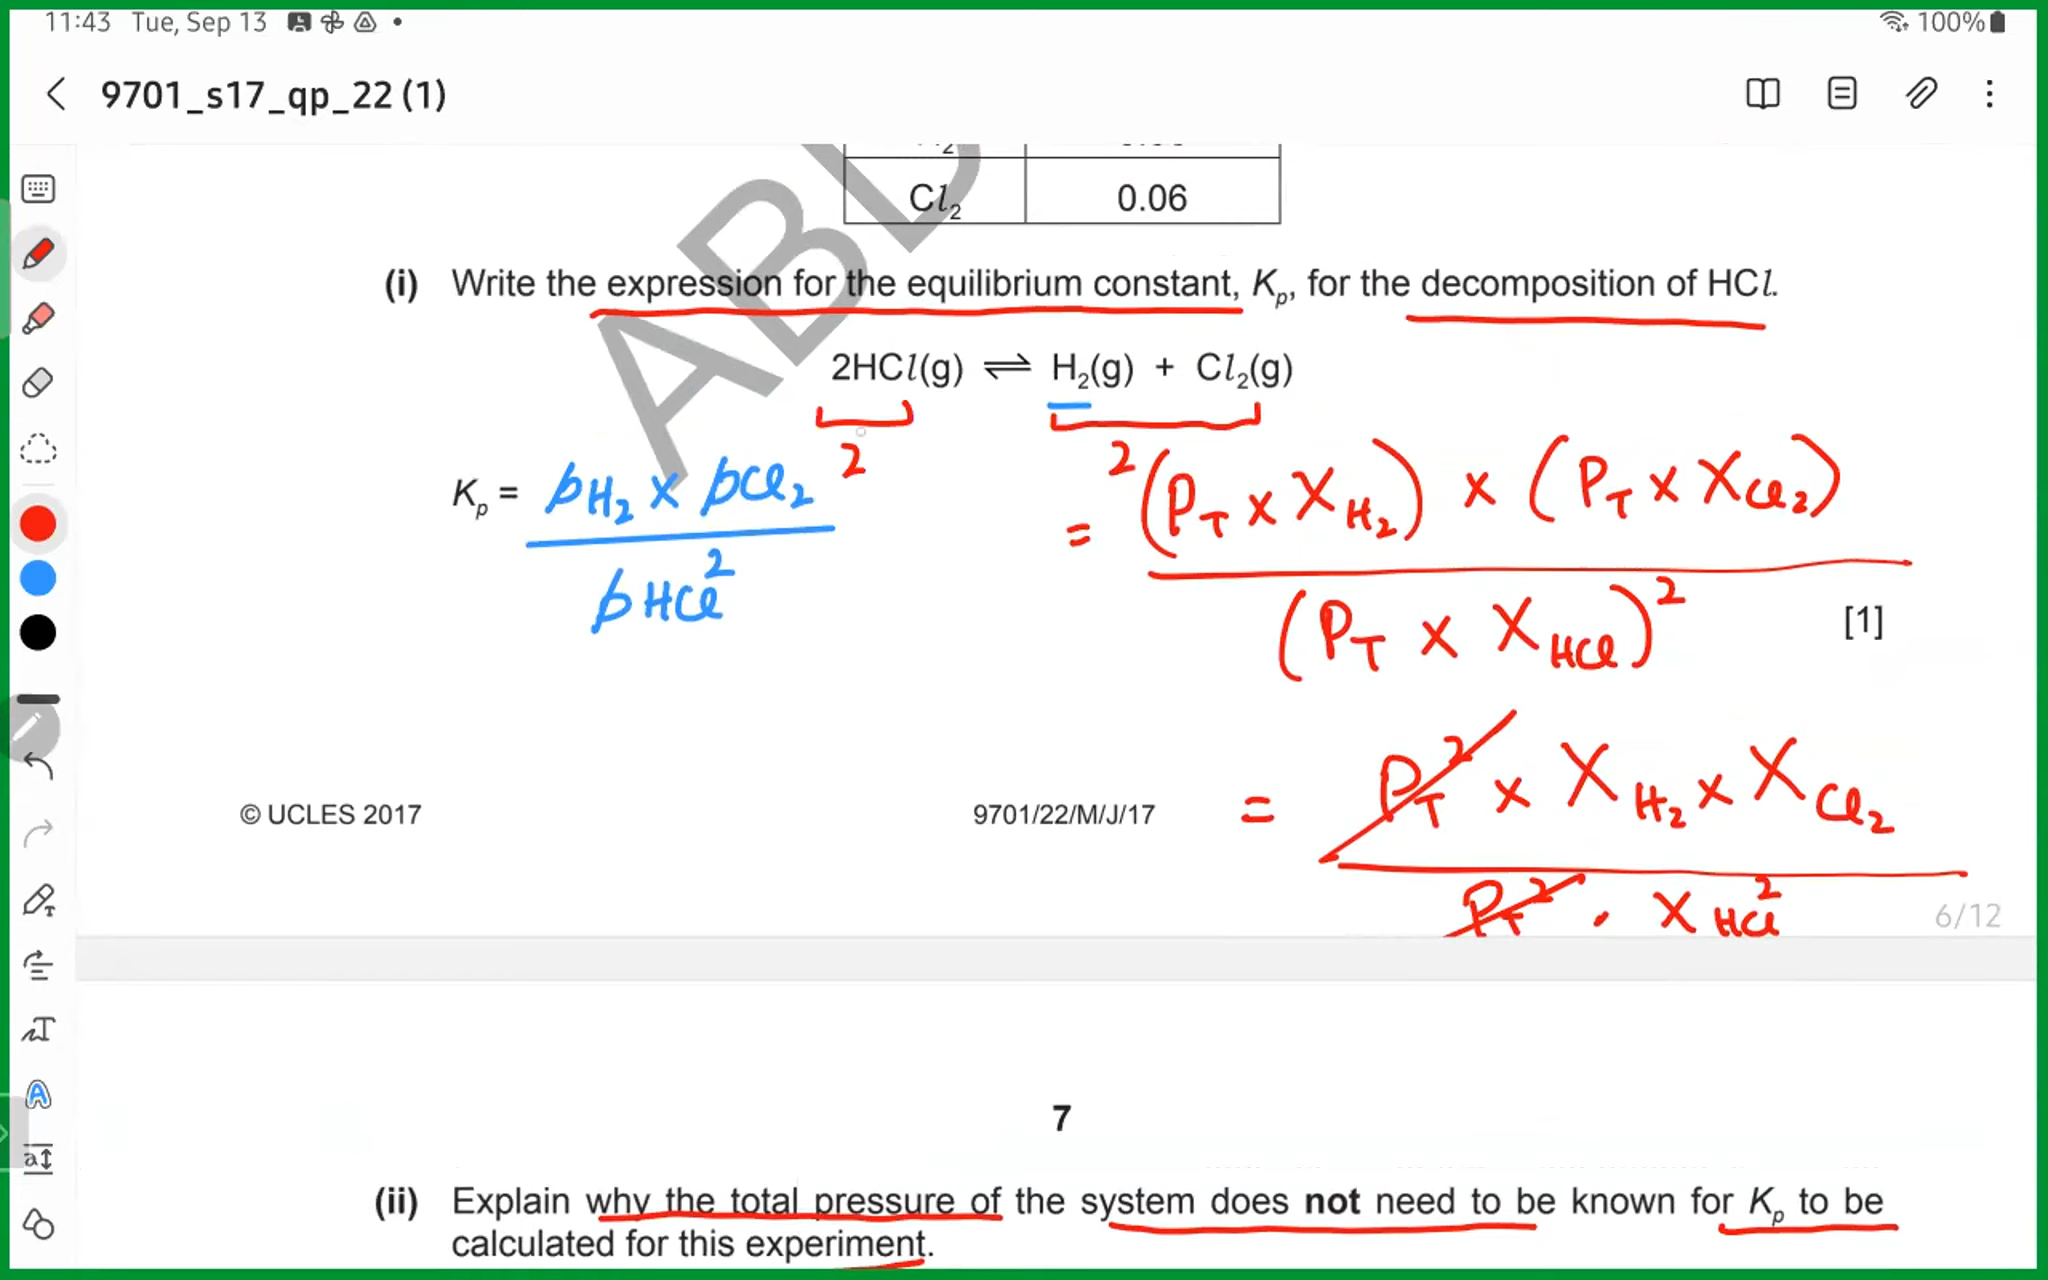 11:43 Tue, Sep 13
100%
9701_s17_qp_22 (1)
Cl2 0.06
(i) Write the expression for the equilibrium constant, Kp, for the decomposition of HCl.
2HCl(g) ⇌ H2(g) + Cl2(g)
2 2
Kp = pH2 × pCl2
pHCl²
= (PT × XH2) × (PT × XCl2)
(PT × XHCl)²
[1]
= PT² × XH2 × XCl2
PT² . XHCl²
© UCLES 2017 9701/22/M/J/17
6/12
7
(ii) Explain why the total pressure of the system does not need to be known for Kp to be
calculated for this experiment.